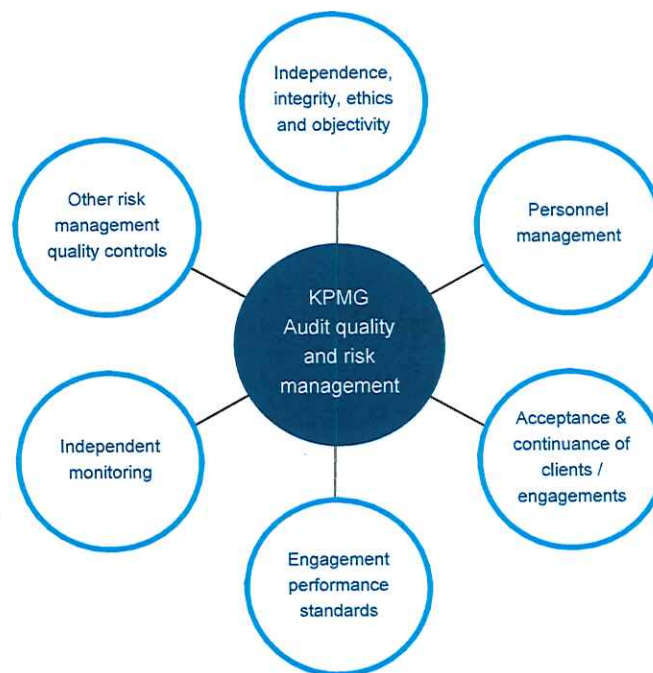 Independence,
integrity, ethics
and objectivity
Other risk
management
quality controls
Personnel
management
KPMG
Audit quality
and risk
management
Independent
monitoring
Acceptance &
continuance of
clients /
engagements
Engagement
performance
standards